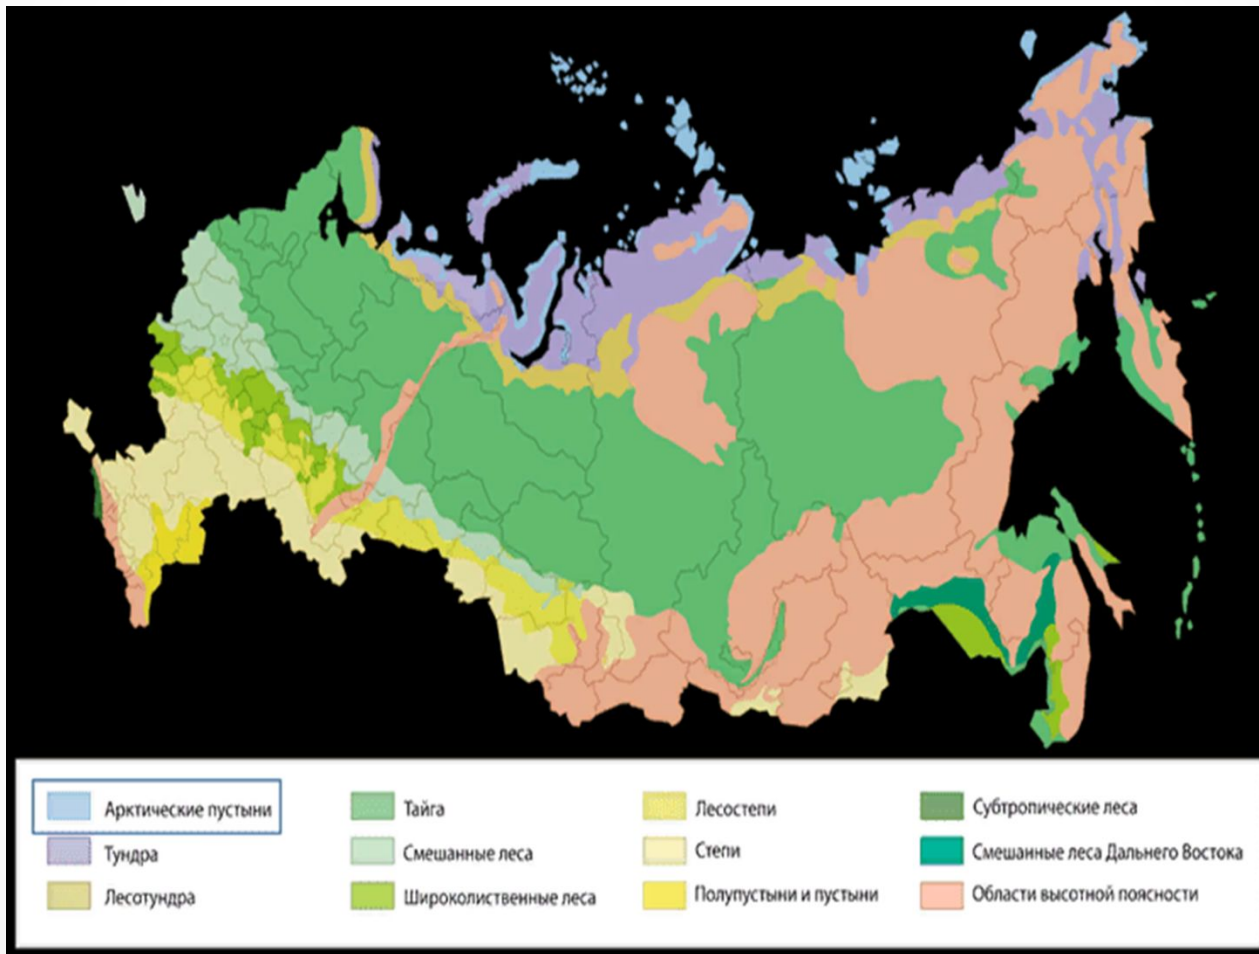 Арктические пустыни
Тундра
Лесотундра
Тайга
Смешанные леса
Широколиственные леса
Лесостепи
Степи
Полупустыни и пустыни
Субтропические леса
Смешанные леса Дальнего Востока
Области высотной поясности